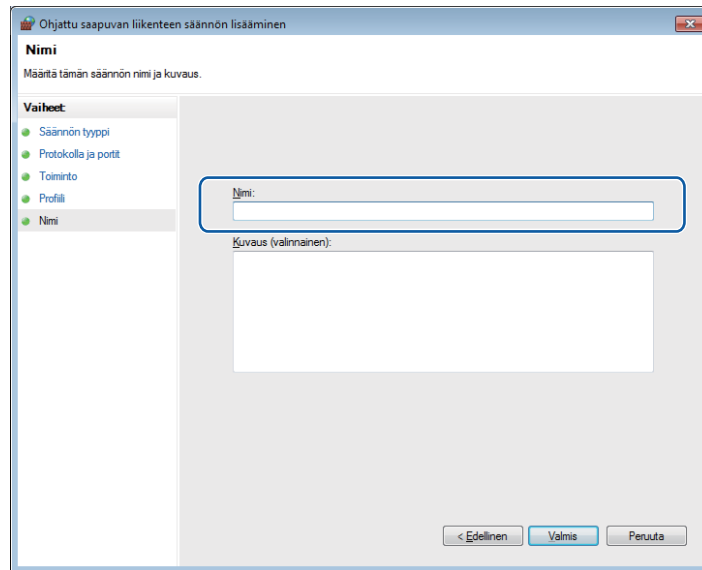 Ohjattu saapuvan liikenteen säännön lisääminen
Nimi
Määritä tämän säännön nimi ja kuvaus.
Vaiheet:
Säännön tyyppi
Protokolla ja portit
Toiminto
Profiili
Nimi
Nimi:
Kuvaus (valinnainen):
< Edellinen
Valmis
Peruuta